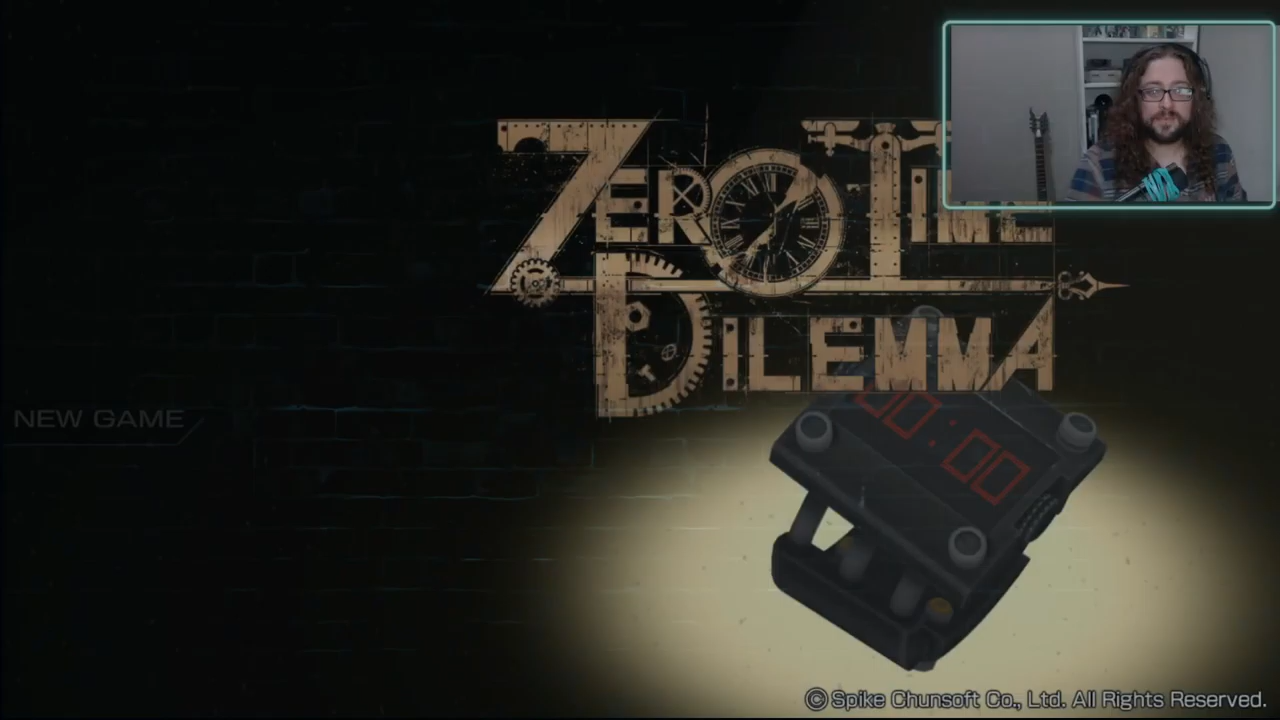 ZERO TIME
DILEMMA
00:00
NEW GAME
© Spike Chunsoft Co., Ltd. All Rights Reserved.